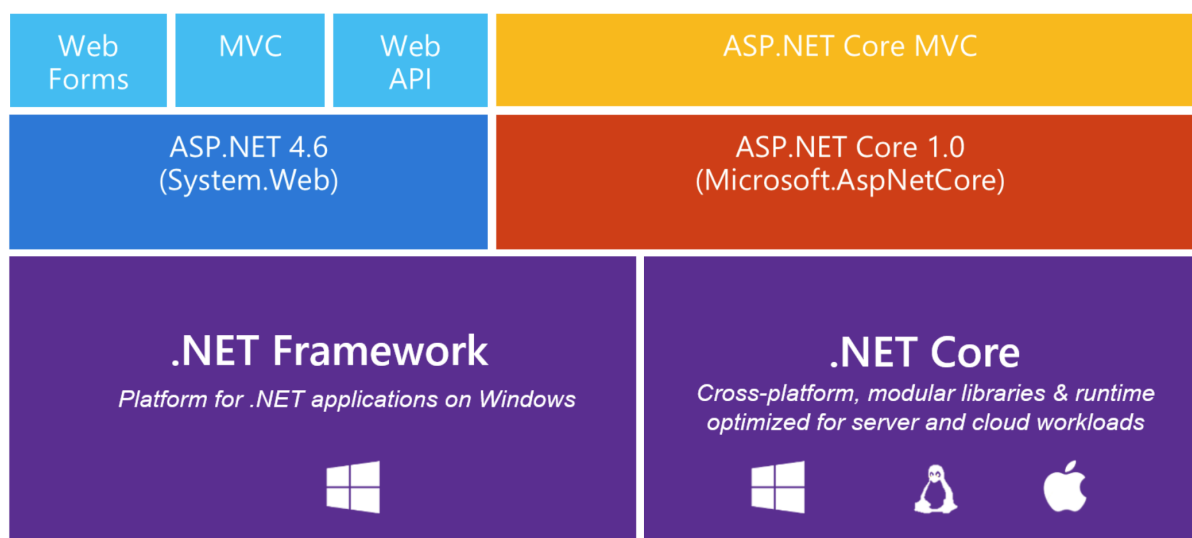 Web
Forms
MVC
Web
API
ASP.NET Core MVC
ASP.NET 4.6
(System.Web)
ASP.NET Core 1.0
(Microsoft.AspNetCore)
.NET Framework
Platform for .NET applications on Windows
.NET Core
Cross-platform, modular libraries & runtime
optimized for server and cloud workloads